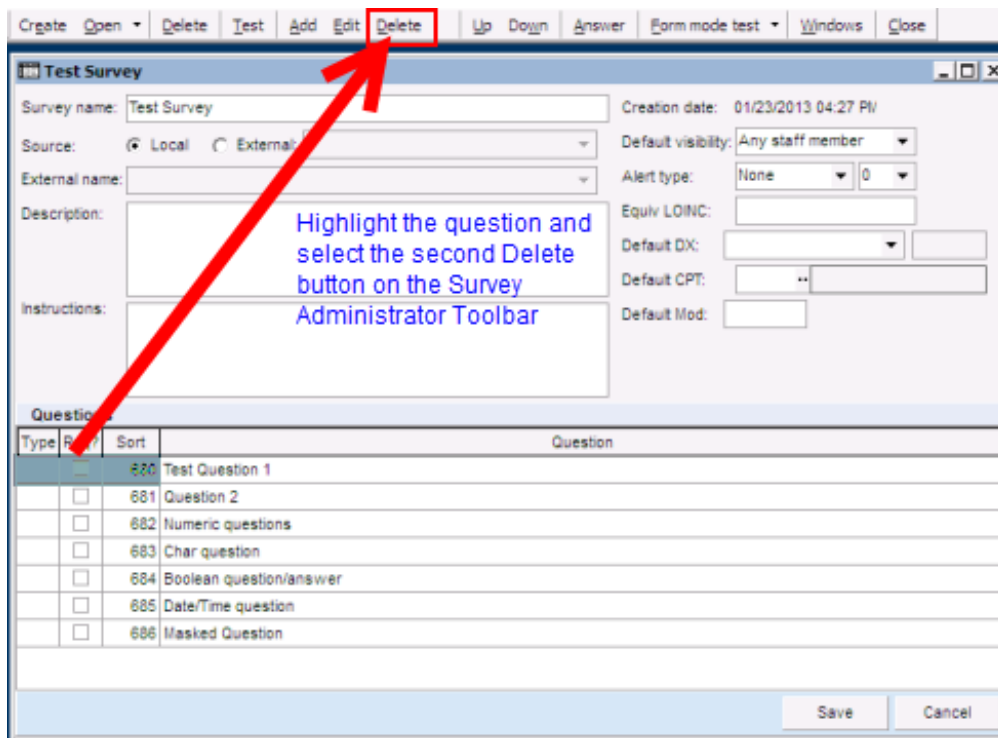 Create Open Delete Test Add Edit Delete Up Down Answer Form mode test Windows Close
Test Survey
Survey name: Test Survey Creation date: 01/23/2013 04:27 PM
Source: Local External: Default visibility: Any staff member
External name: Alert type: None 0
Description: Equiv LOINC:
Highlight the question and
select the second Delete
button on the Survey
Administrator Toolbar
Default DX:
Default CPT:
Instructions: Default Mod:
Questions
Type Req? Sort Question
680 Test Question 1
681 Question 2
682 Numeric questions
683 Char question
684 Boolean question/answer
685 Date/Time question
686 Masked Question
Save Cancel